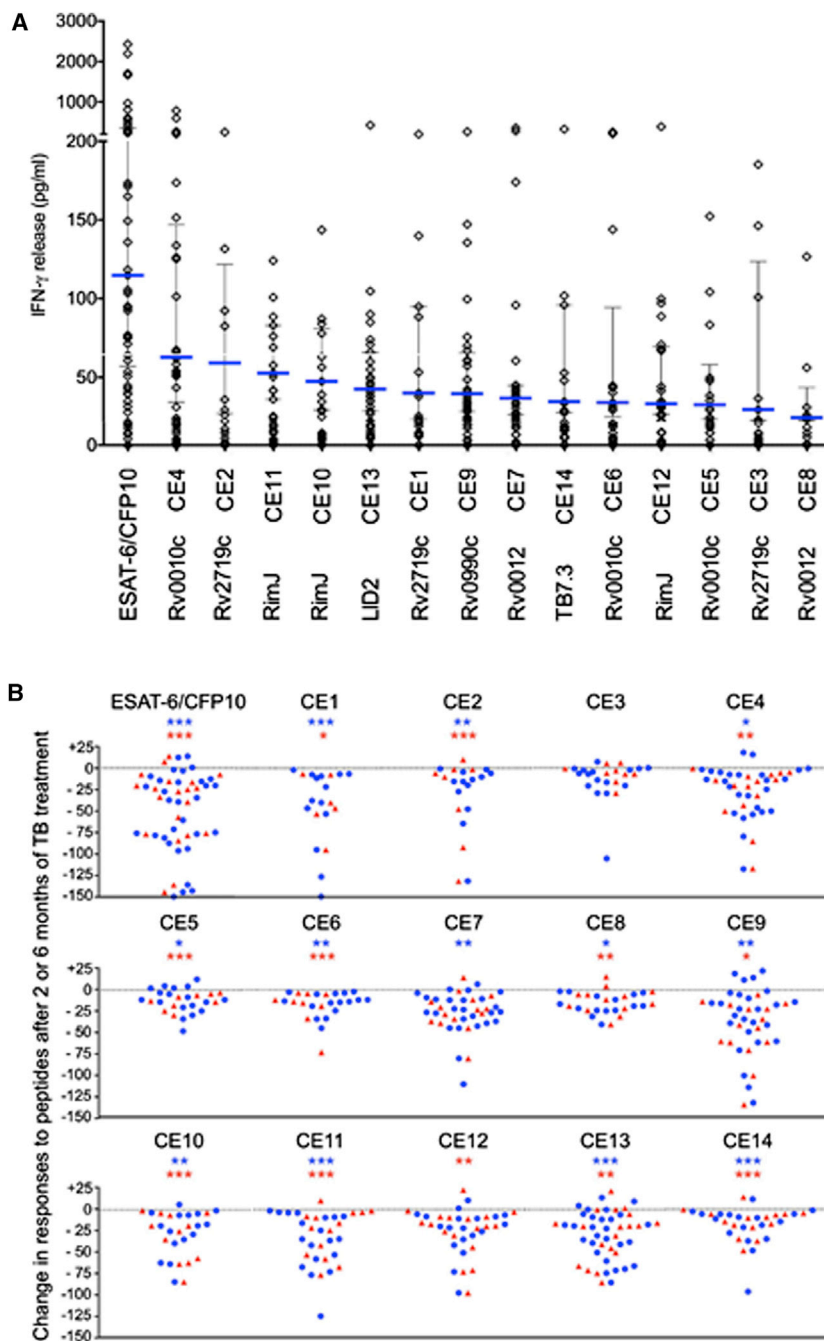 A
3000
2000
1000
200
150
100
50
0
IFN-γ release (pg/ml)
ESAT-6/CFP10
Rv0010c CE4
Rv2719c CE2
RimJ CE11
RimJ CE10
LID2 CE13
Rv2719c CE1
Rv0990c CE9
Rv0012 CE7
TB7.3 CE14
Rv0010c CE6
RimJ CE12
Rv0010c CE5
Rv2719c CE3
Rv0012 CE8
B
Change in responses to peptides after 2 or 6 months of TB treatment
ESAT-6/CFP10 CE1 CE2 CE3 CE4
*** *** ** *
*** * *** **
+25
0
- 25
- 50
- 75
-100
-125
-150
CE5 CE6 CE7 CE8 CE9
* ** ** * **
*** *** ** *
+25
0
- 25
- 50
- 75
-100
-125
-150
CE10 CE11 CE12 CE13 CE14
** *** ** *** ***
*** *** ** ***
+25
0
- 25
- 50
- 75
-100
-125
-150